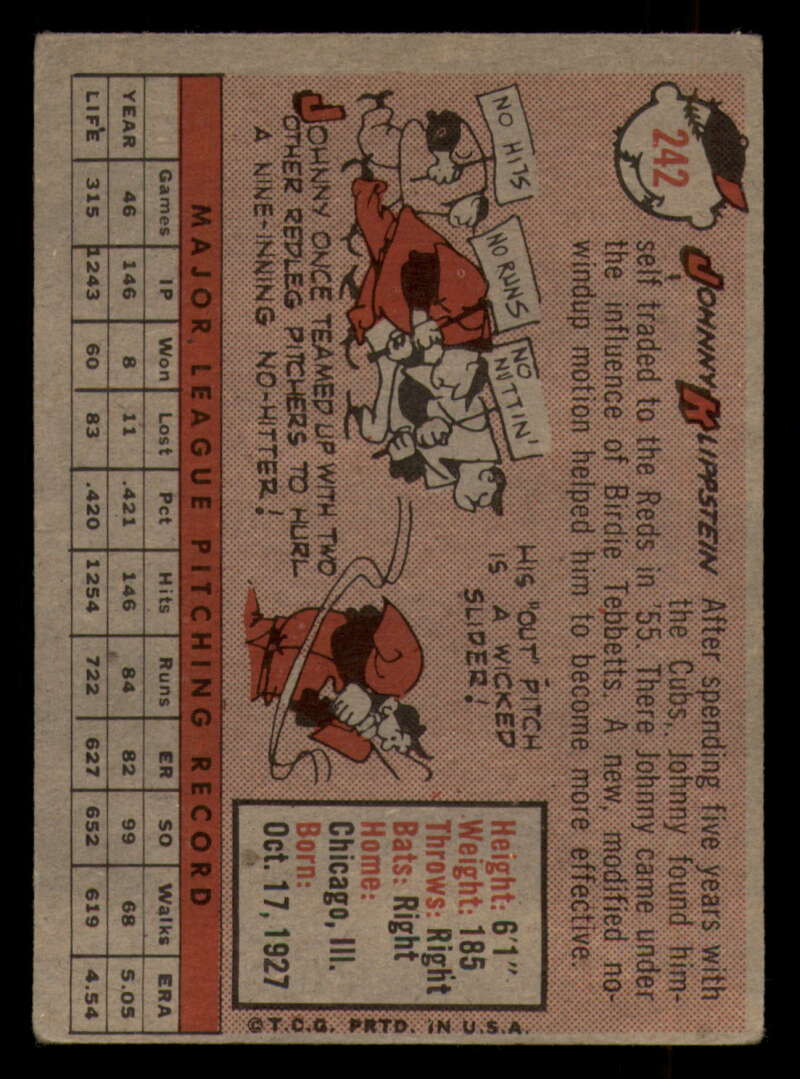 242
JOHNNY KLIPPSTEIN After spending five years with
the Cubs, Johnny found him-
self traded to the Reds in '55. There Johnny came under
the influence of Birdie Tebbetts. A new, modified no-
windup motion helped him to become more effective.
NO HITS
NO RUNS
NO NUTTIN'
JOHNNY ONCE TEAMED UP WITH TWO
OTHER REDLEG PITCHERS TO HURL
A NINE-INNING NO-HITTER!
HIS "OUT" PITCH
IS A WICKED
SLIDER!
Height: 6'1"
Weight: 185
Throws: Right
Bats: Right
Home:
Chicago, Ill.
Born:
Oct. 17, 1927
MAJOR LEAGUE PITCHING RECORD
Games IP Won Lost Pct Hits Runs ER SO Walks ERA
YEAR 46 146 8 11 .421 146 84 82 99 68 5.05
LIFE 315 1243 60 83 .420 1254 722 627 652 619 4.54
©T.C.G. PRTD. IN U.S.A.